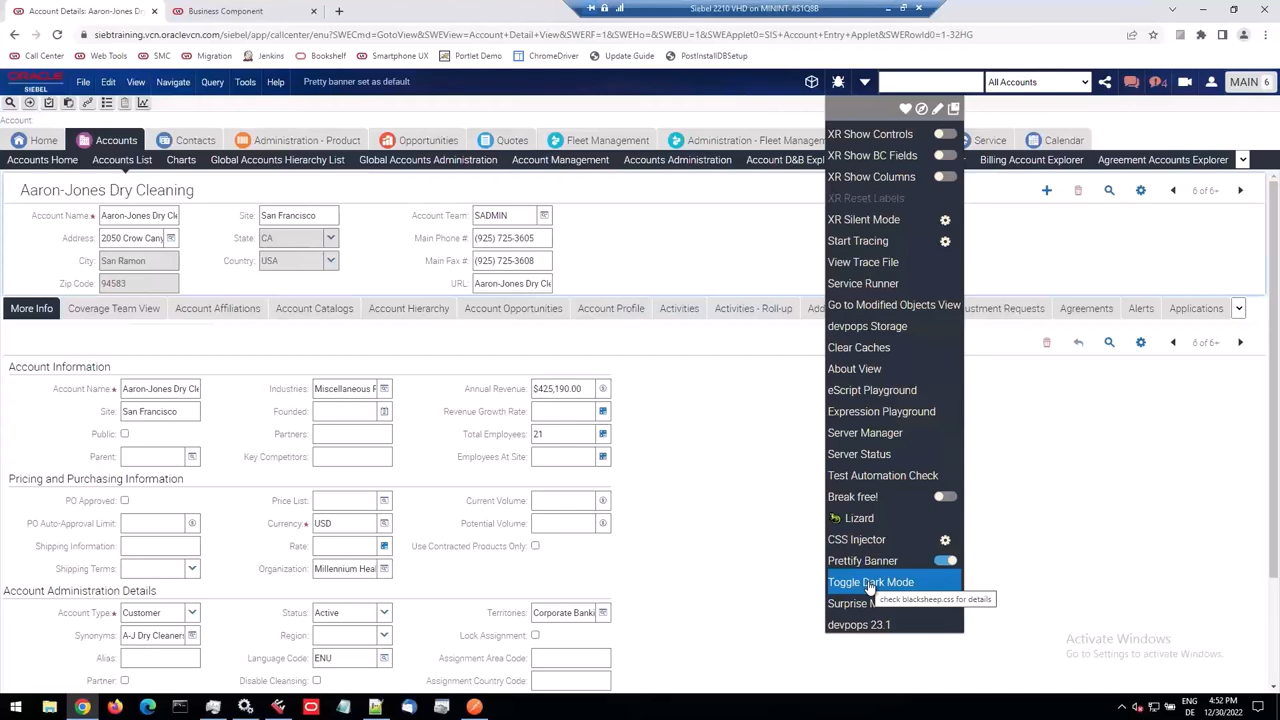 Account Details: Aaron-Jones Dry
Business Component
Siebel 2210 VHD on MININT-JIS1Q8B
siebtraining.vcn.oraclevcn.com/siebel/app/callcenter/enu?SWECmd=GotoView&SWEView=Account+Detail+View&SWERF=1&SWEHo=&SWEBU=1&SWEApplet0=SIS+Account+Entry+Applet&SWERowId0=1-32HG
Call Center
Web Tools
SMC
Migration
Jenkins
Bookshelf
Smartphone UX
Portlet Demo
ChromeDriver
Update Guide
PostInstallDBSetup
ORACLE
SIEBEL
File
Edit
View
Navigate
Query
Tools
Help
Pretty banner set as default
All Accounts
4
MAIN 6
Account:
Home
Accounts
Contacts
Administration - Product
Opportunities
Quotes
Fleet Management
Administration - Fleet Managem
Service
Calendar
Accounts Home
Accounts List
Charts
Global Accounts Hierarchy List
Global Accounts Administration
Account Management
Accounts Administration
Account D&B Explo
Billing Account Explorer
Agreement Accounts Explorer
Aaron-Jones Dry Cleaning
6 of 6+
Account Name:
Aaron-Jones Dry Cle
Site:
San Francisco
Account Team:
SADMIN
Address:
2050 Crow Cany
State:
CA
Main Phone #:
(925) 725-3605
City:
San Ramon
Country:
USA
Main Fax #:
(925) 725-3608
Zip Code:
94583
URL:
Aaron-Jones Dry Cle
More Info
Coverage Team View
Account Affiliations
Account Catalogs
Account Hierarchy
Account Opportunities
Account Profile
Activities
Activities - Roll-up
Add
ustment Requests
Agreements
Alerts
Applications
6 of 6+
Account Information
Account Name:
Aaron-Jones Dry Cle
Industries:
Miscellaneous F
Annual Revenue:
$425,190.00
Site:
San Francisco
Founded:
Revenue Growth Rate:
Public:
Partners:
Total Employees:
21
Parent:
Key Competitors:
Employees At Site:
Pricing and Purchasing Information
PO Approved:
Price List:
Current Volume:
PO Auto-Approval Limit:
Currency:
USD
Potential Volume:
Shipping Information:
Rate:
Use Contracted Products Only:
Shipping Terms:
Organization:
Millennium Heal
Account Administration Details
Account Type:
Customer
Status:
Active
Territories:
Corporate Banki
Synonyms:
A-J Dry Cleaners
Region:
Lock Assignment:
Alias:
Language Code:
ENU
Assignment Area Code:
Partner:
Disable Cleansing:
Assignment Country Code:
XR Show Controls
XR Show BC Fields
XR Show Columns
XR Reset Labels
XR Silent Mode
Start Tracing
View Trace File
Service Runner
Go to Modified Objects View
devpops Storage
Clear Caches
About View
eScript Playground
Expression Playground
Server Manager
Server Status
Test Automation Check
Break free!
Lizard
CSS Injector
Prettify Banner
Toggle Dark Mode
check blacksheep.css for details
Surprise
devpops 23.1
Activate Windows
Go to Settings to activate Windows.
ENG
DE
4:52 PM
12/30/2022